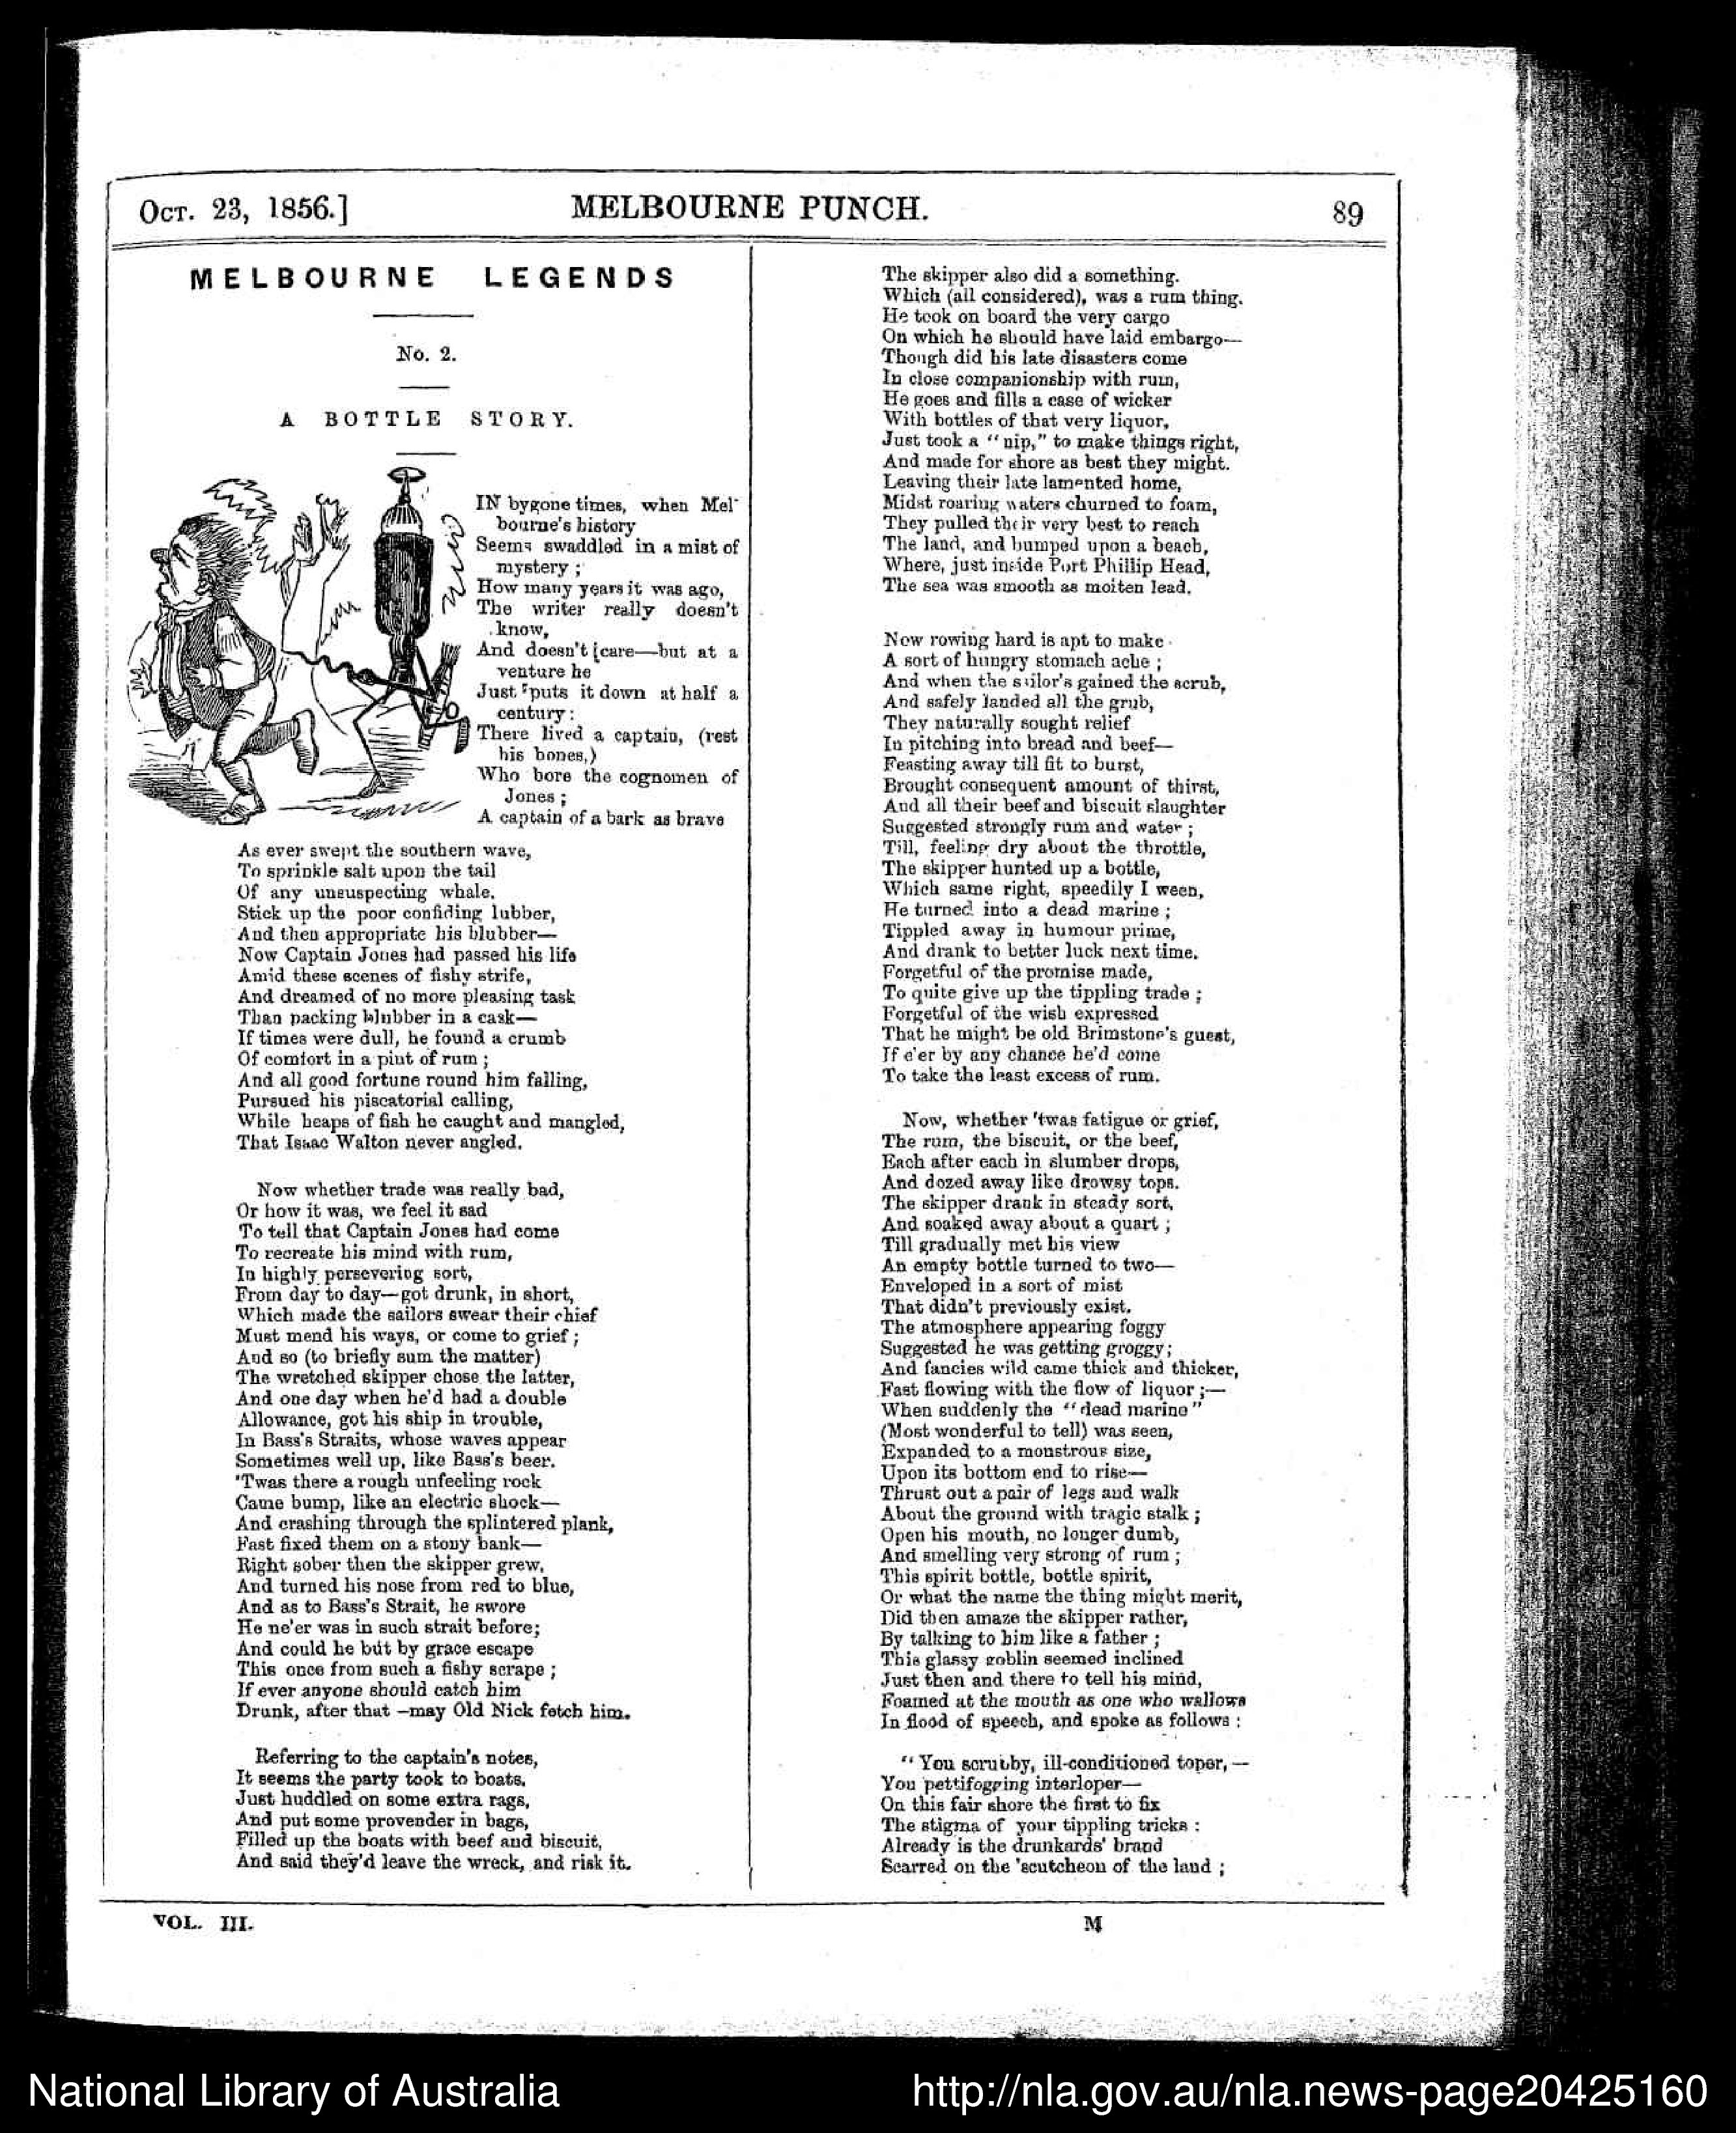 OCT. 23, 1856.]
MELBOURNE PUNCH.
89
MELBOURNE LEGENDS
No. 2.
A BOTTLE STORY.
IN bygone times, when Mel-
bourne's history
Seems swaddled in a mist of
mystery ;
How many years it was ago,
The writer really doesn't
know,
And doesn't care—but at a
venture he
Just puts it down at half a
century :
There lived a captain, (rest
his bones,)
Who bore the cognomen of
Jones ;
A captain of a bark as brave
As ever swept the southern wave,
To sprinkle salt upon the tail
Of any unsuspecting whale.
Stick up the poor confiding lubber,
And then appropriate his blubber—
Now Captain Jones had passed his life
Amid these scenes of fishy strife,
And dreamed of no more pleasing task
Than packing blubber in a cask—
If times were dull, he found a crumb
Of comfort in a pint of rum ;
And all good fortune round him falling,
Pursued his piscatorial calling,
While heaps of fish he caught and mangled,
That Isaac Walton never angled.
Now whether trade was really bad,
Or how it was, we feel it sad
To tell that Captain Jones had come
To recreate his mind with rum,
In highly persevering sort,
From day to day—got drunk, in short,
Which made the sailors swear their chief
Must mend his ways, or come to grief ;
And so (to briefly sum the matter)
The wretched skipper chose the latter,
And one day when he'd had a double
Allowance, got his ship in trouble,
In Bass's Straits, whose waves appear
Sometimes well up, like Bass's beer.
'Twas there a rough unfeeling rock
Came bump, like an electric shock—
And crashing through the splintered plank,
Fast fixed them on a stony bank—
Right sober then the skipper grew,
And turned his nose from red to blue,
And as to Bass's Strait, he swore
He ne'er was in such strait before;
And could he but by grace escape
This once from such a fishy scrape ;
If ever anyone should catch him
Drunk, after that —may Old Nick fetch him.
Referring to the captain's notes,
It seems the party took to boats,
Just huddled on some extra rags,
And put some provender in bags,
Filled up the boats with beef and biscuit,
And said they'd leave the wreck, and risk it.
The skipper also did a something.
Which (all considered), was a rum thing.
He took on board the very cargo
On which he should have laid embargo—
Though did his late disasters come
In close companionship with rum,
He goes and fills a case of wicker
With bottles of that very liquor,
Just took a “nip,” to make things right,
And made for shore as best they might.
Leaving their late lamented home,
Midst roaring waters churned to foam,
They pulled their very best to reach
The land, and bumped upon a beach,
Where, just inside Port Phillip Head,
The sea was smooth as molten lead.
Now rowing hard is apt to make
A sort of hungry stomach ache ;
And when the sailor's gained the scrub,
And safely landed all the grub,
They naturally sought relief
In pitching into bread and beef—
Feasting away till fit to burst,
Brought consequent amount of thirst,
And all their beef and biscuit slaughter
Suggested strongly rum and water ;
Till, feeling dry about the throttle,
The skipper hunted up a bottle,
Which same right, speedily I ween,
He turned into a dead marine ;
Tippled away in humour prime,
And drank to better luck next time.
Forgetful of the promise made,
To quite give up the tippling trade ;
Forgetful of the wish expressed
That he might be old Brimstone's guest,
If e'er by any chance he'd come
To take the least excess of rum.
Now, whether 'twas fatigue or grief,
The rum, the biscuit, or the beef,
Each after each in slumber drops,
And dozed away like drowsy tops.
The skipper drank in steady sort,
And soaked away about a quart ;
Till gradually met his view
An empty bottle turned to two—
Enveloped in a sort of mist
That didn't previously exist.
The atmosphere appearing foggy
Suggested he was getting groggy;
And fancies wild came thick and thicker,
Fast flowing with the flow of liquor ;—
When suddenly the “dead marine”
(Most wonderful to tell) was seen,
Expanded to a monstrous size,
Upon its bottom end to rise—
Thrust out a pair of legs and walk
About the ground with tragic stalk ;
Open his mouth, no longer dumb,
And smelling very strong of rum ;
This spirit bottle, bottle spirit,
Or what the name the thing might merit,
Did then amaze the skipper rather,
By talking to him like a father ;
This glassy goblin seemed inclined
Just then and there to tell his mind,
Foamed at the mouth as one who wallows
In flood of speech, and spoke as follows :
“You scrubby, ill-conditioned toper,—
You pettifogging interloper—
On this fair shore the first to fix
The stigma of your tippling tricks :
Already is the drunkards' brand
Scarred on the 'scutcheon of the land ;
VOL. III.
M
National Library of Australia
http://nla.gov.au/nla.news-page20425160